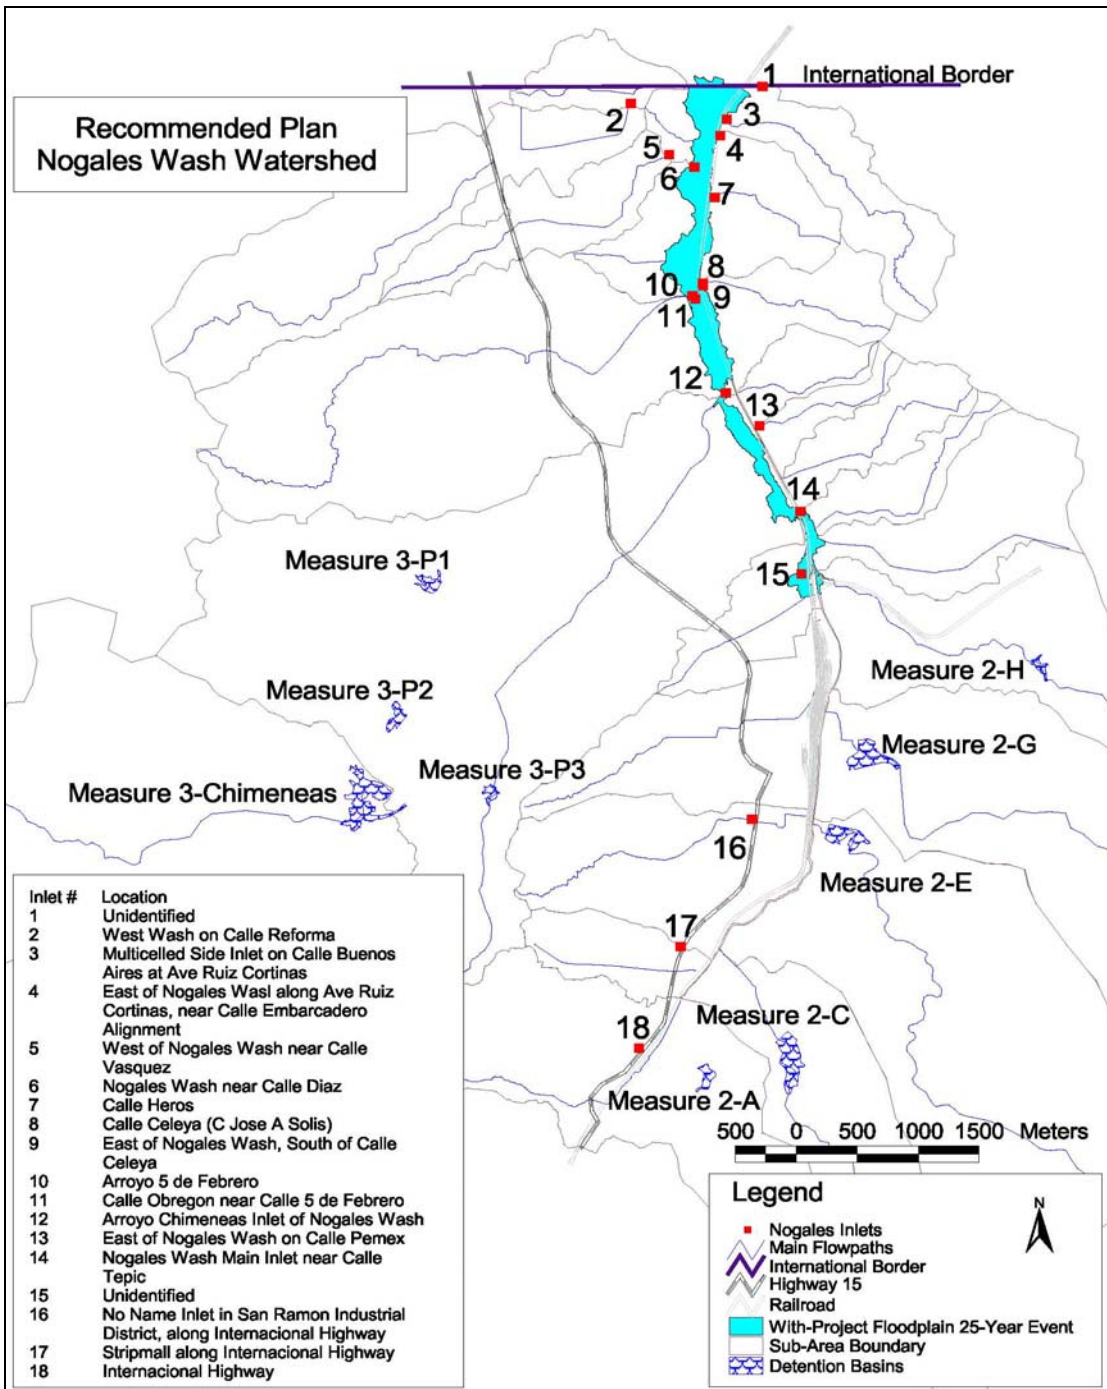 International Border
1
2
3
4
5
6
7
8
9
10
11
12
13
14
15
16
17
18
Recommended Plan
Nogales Wash Watershed
Measure 3-P1
Measure 3-P2
Measure 3-P3
Measure 3-Chimeneas
Measure 2-H
Measure 2-G
Measure 2-E
Measure 2-C
Measure 2-A
Inlet # Location
1 Unidentified
2 West Wash on Calle Reforma
3 Multicelled Side Inlet on Calle Buenos
Aires at Ave Ruiz Cortinas
4 East of Nogales Wasl along Ave Ruiz
Cortinas, near Calle Embarcadero
Alignment
5 West of Nogales Wash near Calle
Vasquez
6 Nogales Wash near Calle Diaz
7 Calle Heros
8 Calle Celeya (C Jose A Solis)
9 East of Nogales Wash, South of Calle
Celeya
10 Arroyo 5 de Febrero
11 Calle Obregon near Calle 5 de Febrero
12 Arroyo Chimeneas Inlet of Nogales Wash
13 East of Nogales Wash on Calle Pemex
14 Nogales Wash Main Inlet near Calle
Tepic
15 Unidentified
16 No Name Inlet in San Ramon Industrial
District, along Internacional Highway
17 Stripmall along Internacional Highway
18 Internacional Highway
500 0 500 1000 1500 Meters
Legend
N
Nogales Inlets
Main Flowpaths
International Border
Highway 15
Railroad
With-Project Floodplain 25-Year Event
Sub-Area Boundary
Detention Basins